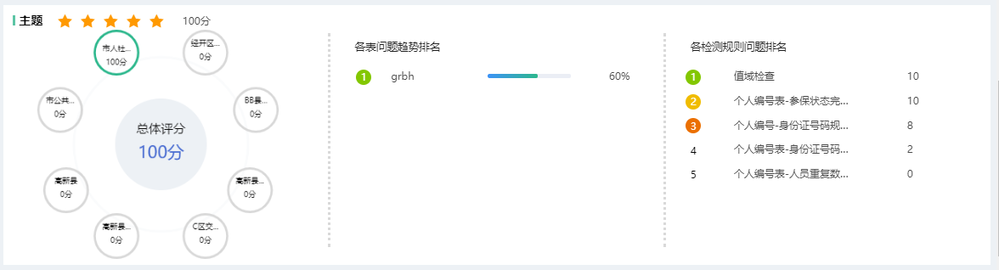 主题
100分
市人社...
100分
经开区...
0分
市公共...
0分
BB县...
0分
总体评分
100分
高新县
0分
高新县...
0分
高新县...
0分
C区交...
0分
各表问题趋势排名
1 grbh 60%
各检测规则问题排名
1 值域检查 10
2 个人编号表-参保状态完... 10
3 个人编号-身份证号码规... 8
4 个人编号表-身份证号码... 2
5 个人编号表-人员重复数... 0